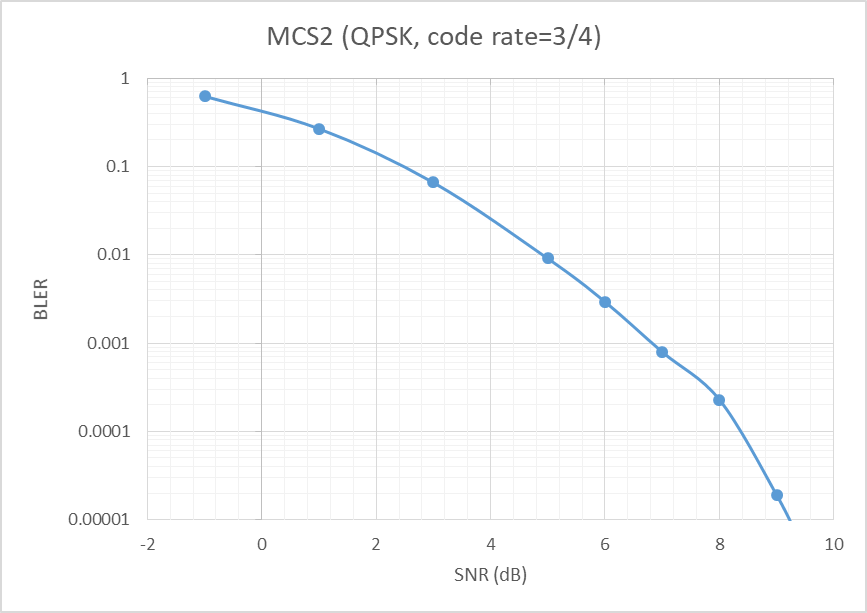 MCS2 (QPSK, code rate=3/4)
1
0.1
0.01
0.001
0.0001
0.00001
BLER
-2 0 2 4 6 8 10
SNR (dB)